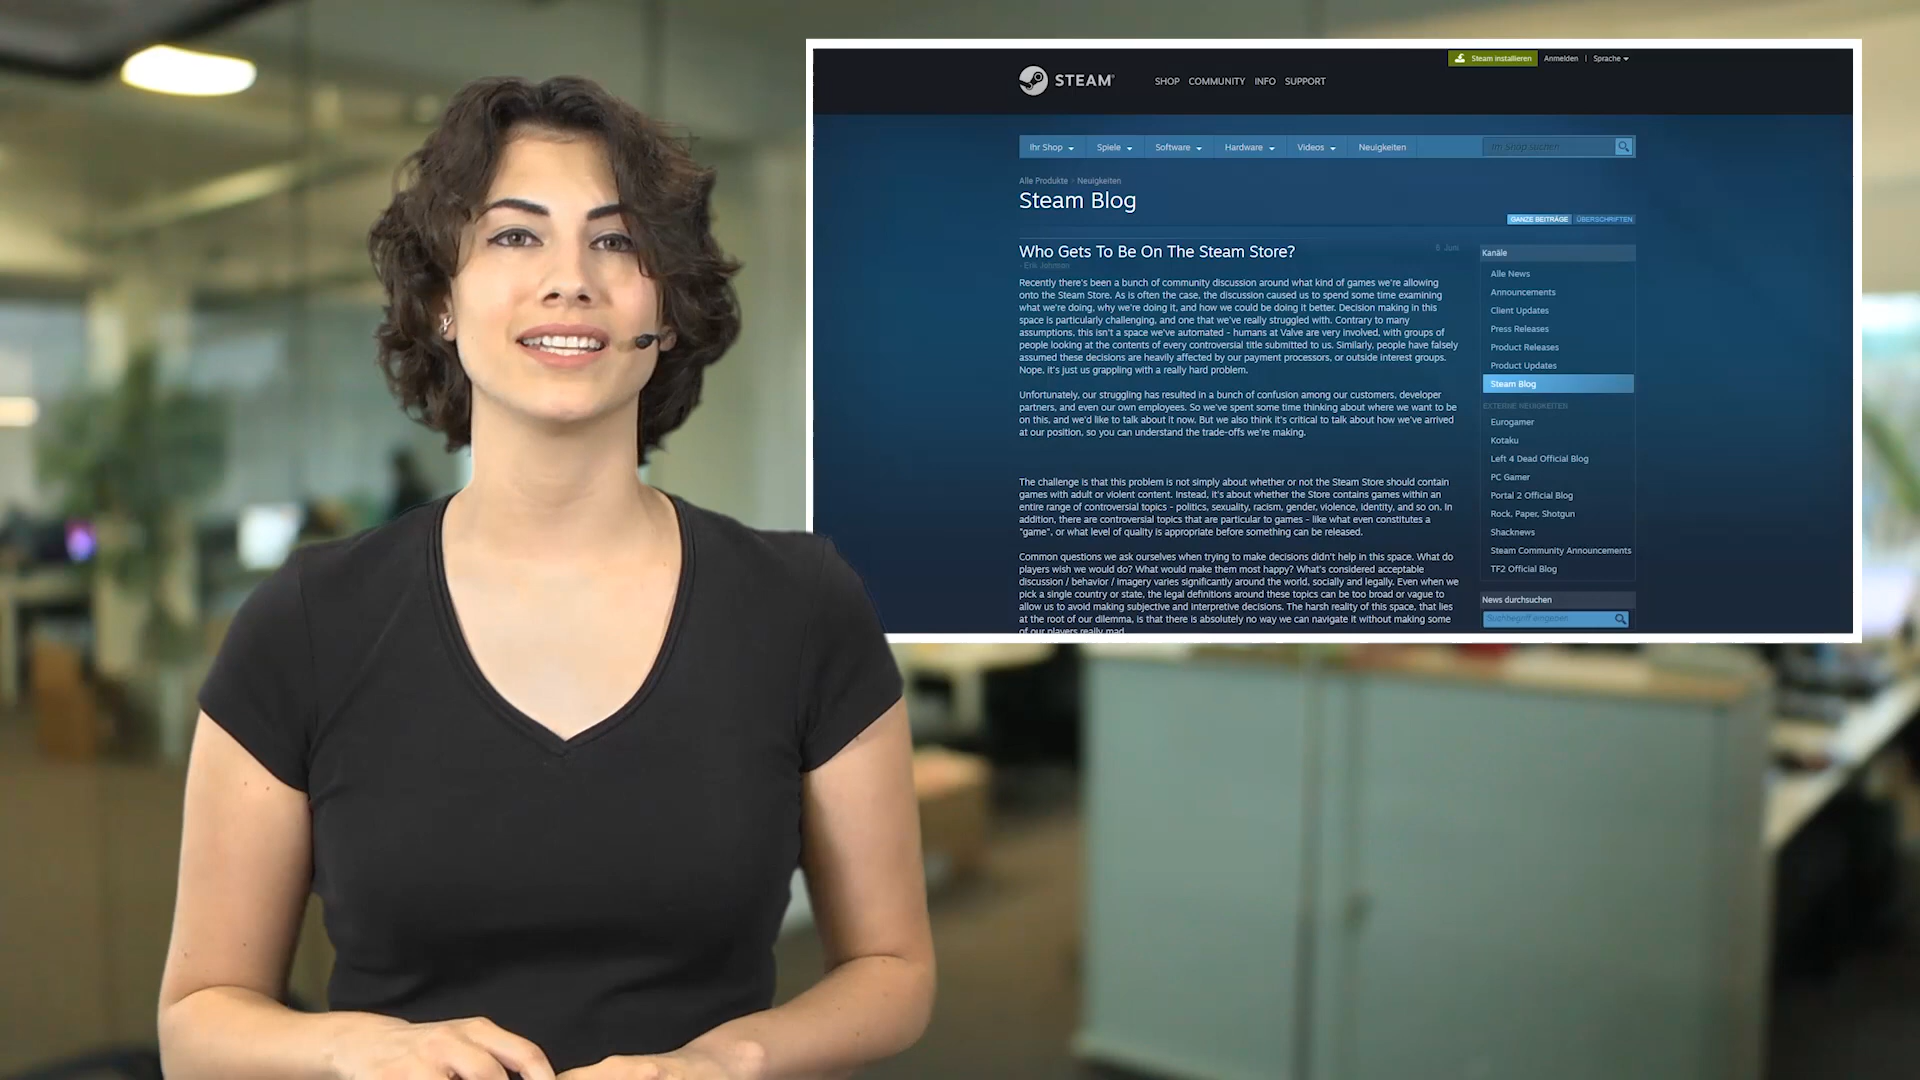 Steam installieren Anmelden | Sprache
STEAM® SHOP COMMUNITY INFO SUPPORT
Ihr Shop Spiele Software Hardware Videos Neuigkeiten Im Shop suchen
Alle Produkte > Neuigkeiten
Steam Blog
GANZE BEITRÄGE ÜBERSCHRIFTEN
Who Gets To Be On The Steam Store?
- Erik Johnson
Recently there's been a bunch of community discussion around what kind of games we're allowing
onto the Steam Store. As is often the case, the discussion caused us to spend some time examining
what we're doing, why we're doing it, and how we could be doing it better. Decision making in this
space is particularly challenging, and one that we've really struggled with. Contrary to many
assumptions, this isn't a space we've automated - humans at Valve are very involved, with groups of
people looking at the contents of every controversial title submitted to us. Similarly, people have falsely
assumed these decisions are heavily affected by our payment processors, or outside interest groups.
Nope, it's just us grappling with a really hard problem.
Unfortunately, our struggling has resulted in a bunch of confusion among our customers, developer
partners, and even our own employees. So we've spent some time thinking about where we want to be
on this, and we'd like to talk about it now. But we also think it's critical to talk about how we've arrived
at our position, so you can understand the trade-offs we're making.
The challenge is that this problem is not simply about whether or not the Steam Store should contain
games with adult or violent content. Instead, it's about whether the Store contains games within an
entire range of controversial topics - politics, sexuality, racism, gender, violence, identity, and so on. In
addition, there are controversial topics that are particular to games - like what even constitutes a
"game", or what level of quality is appropriate before something can be released.
Common questions we ask ourselves when trying to make decisions didn't help in this space. What do
players wish we would do? What would make them most happy? What's considered acceptable
discussion / behavior / imagery varies significantly around the world, socially and legally. Even when we
pick a single country or state, the legal definitions around these topics can be too broad or vague to
allow us to avoid making subjective and interpretive decisions. The harsh reality of this space, that lies
at the root of our dilemma, is that there is absolutely no way we can navigate it without making some
of our players really mad.
Kanäle
Alle News
Announcements
Client Updates
Press Releases
Product Releases
Product Updates
Steam Blog
EXTERNE NEUIGKEITEN
Eurogamer
Kotaku
Left 4 Dead Official Blog
PC Gamer
Portal 2 Official Blog
Rock, Paper, Shotgun
Shacknews
Steam Community Announcements
TF2 Official Blog
News durchsuchen
Suchbegriff eingeben